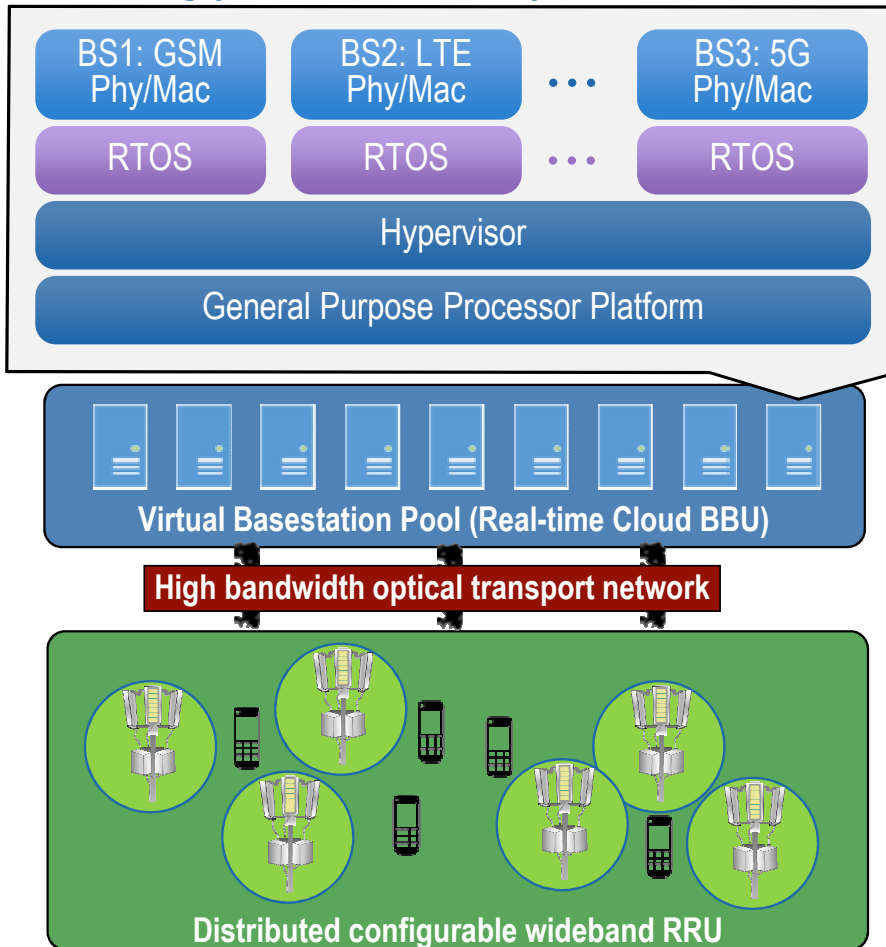 BS1: GSM
Phy/Mac
BS2: LTE
Phy/Mac
...
BS3: 5G
Phy/Mac
RTOS
RTOS
...
RTOS
Hypervisor
General Purpose Processor Platform
Virtual Basestation Pool (Real-time Cloud BBU)
High bandwidth optical transport network
Distributed configurable wideband RRU